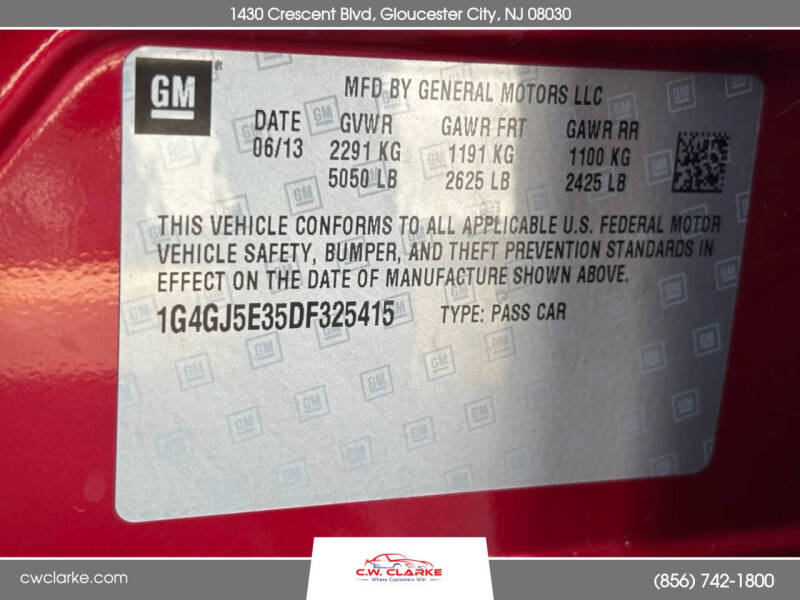 1430 Crescent Blvd, Gloucester City, NJ 08030
GM
MFD BY GENERAL MOTORS LLC
DATE GVWR GAWR FRT GAWR RR
06/13 2291 KG 1191 KG 1100 KG
5050 LB 2625 LB 2425 LB
THIS VEHICLE CONFORMS TO ALL APPLICABLE U.S. FEDERAL MOTOR
VEHICLE SAFETY, BUMPER, AND THEFT PREVENTION STANDARDS IN
EFFECT ON THE DATE OF MANUFACTURE SHOWN ABOVE.
1G4GJ5E35DF325415 TYPE: PASS CAR
cwclarke.com
C.W. CLARKE
Where Customers Win
(856) 742-1800